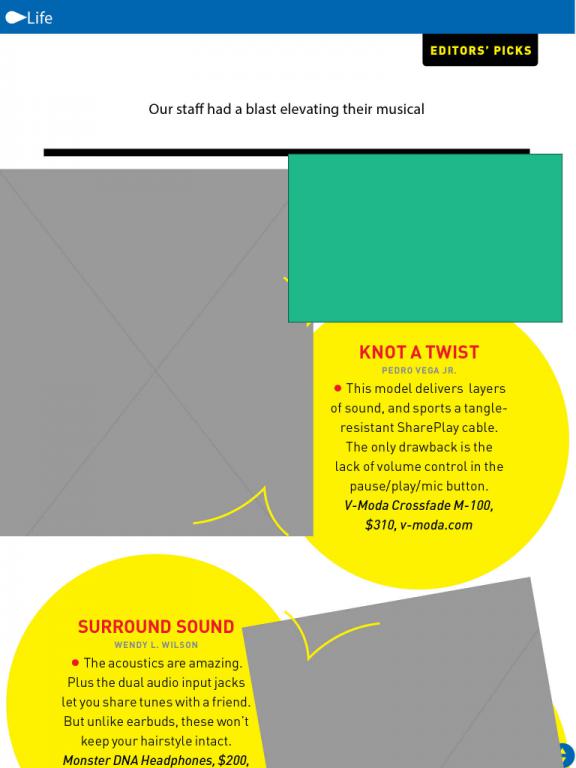 Life
EDITORS' PICKS
Our staff had a blast elevating their musical
KNOT A TWIST
PEDRO VEGA JR.
● This model delivers layers
of sound, and sports a tangle-
resistant SharePlay cable.
The only drawback is the
lack of volume control in the
pause/play/mic button.
V-Moda Crossfade M-100,
$310, v-moda.com
SURROUND SOUND
WENDY L. WILSON
● The acoustics are amazing.
Plus the dual audio input jacks
let you share tunes with a friend.
But unlike earbuds, these won't
keep your hairstyle intact.
Monster DNA Headphones, $200,